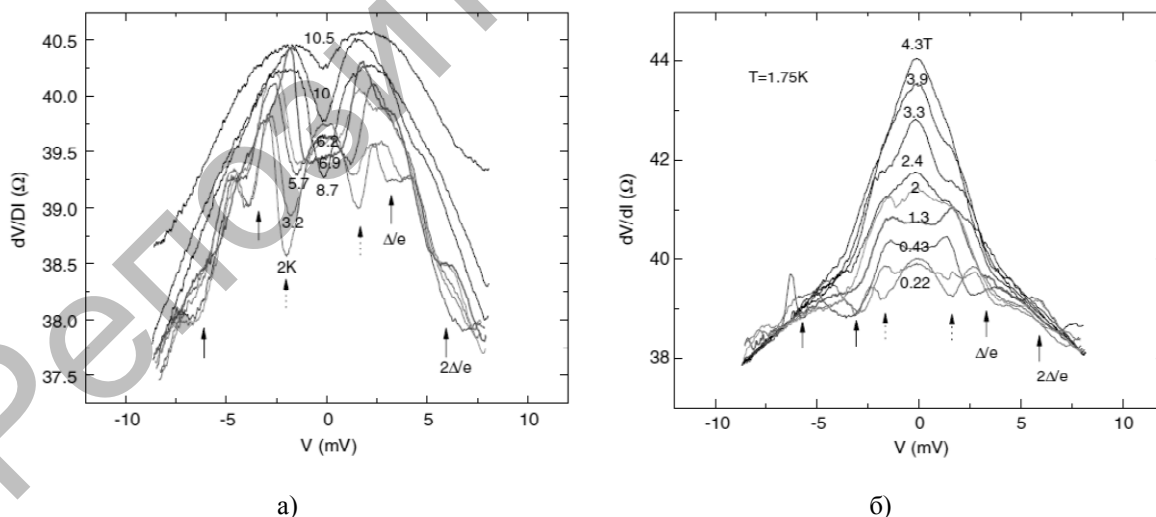 Репозит
dV/DI (Ω)
40.5
40.0
39.5
39.0
38.5
38.0
37.5
10.5
10
6.2
6.9
5.7
8.7
3.2
2K
Δ/e
2Δ/e
-10
-5
0
5
10
V (mV)
а)
dV/dI (Ω)
44
42
40
38
T=1.75K
4.3T
3.9
3.3
2.4
2
1.3
0.43
0.22
Δ/e
2Δ/e
-10
-5
0
5
10
V (mV)
б)